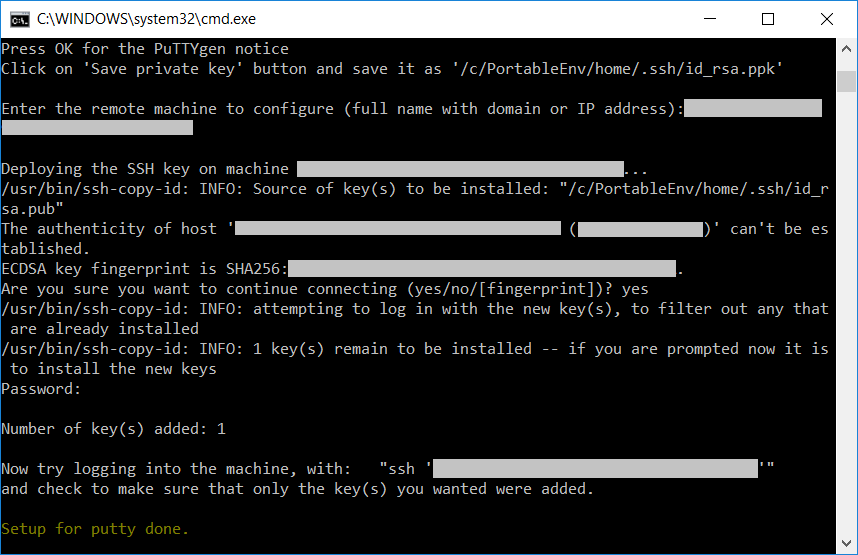 C:\WINDOWS\system32\cmd.exe
Press OK for the PuTTYgen notice
Click on 'Save private key' button and save it as '/c/PortableEnv/home/.ssh/id_rsa.ppk'
Enter the remote machine to configure (full name with domain or IP address):
Deploying the SSH key on machine ...
/usr/bin/ssh-copy-id: INFO: Source of key(s) to be installed: "/c/PortableEnv/home/.ssh/id_r
sa.pub"
The authenticity of host ' ( )' can't be es
tablished.
ECDSA key fingerprint is SHA256: .
Are you sure you want to continue connecting (yes/no/[fingerprint])? yes
/usr/bin/ssh-copy-id: INFO: attempting to log in with the new key(s), to filter out any that
are already installed
/usr/bin/ssh-copy-id: INFO: 1 key(s) remain to be installed -- if you are prompted now it is
to install the new keys
Password:
Number of key(s) added: 1
Now try logging into the machine, with:   "ssh ' '"
and check to make sure that only the key(s) you wanted were added.
Setup for putty done.